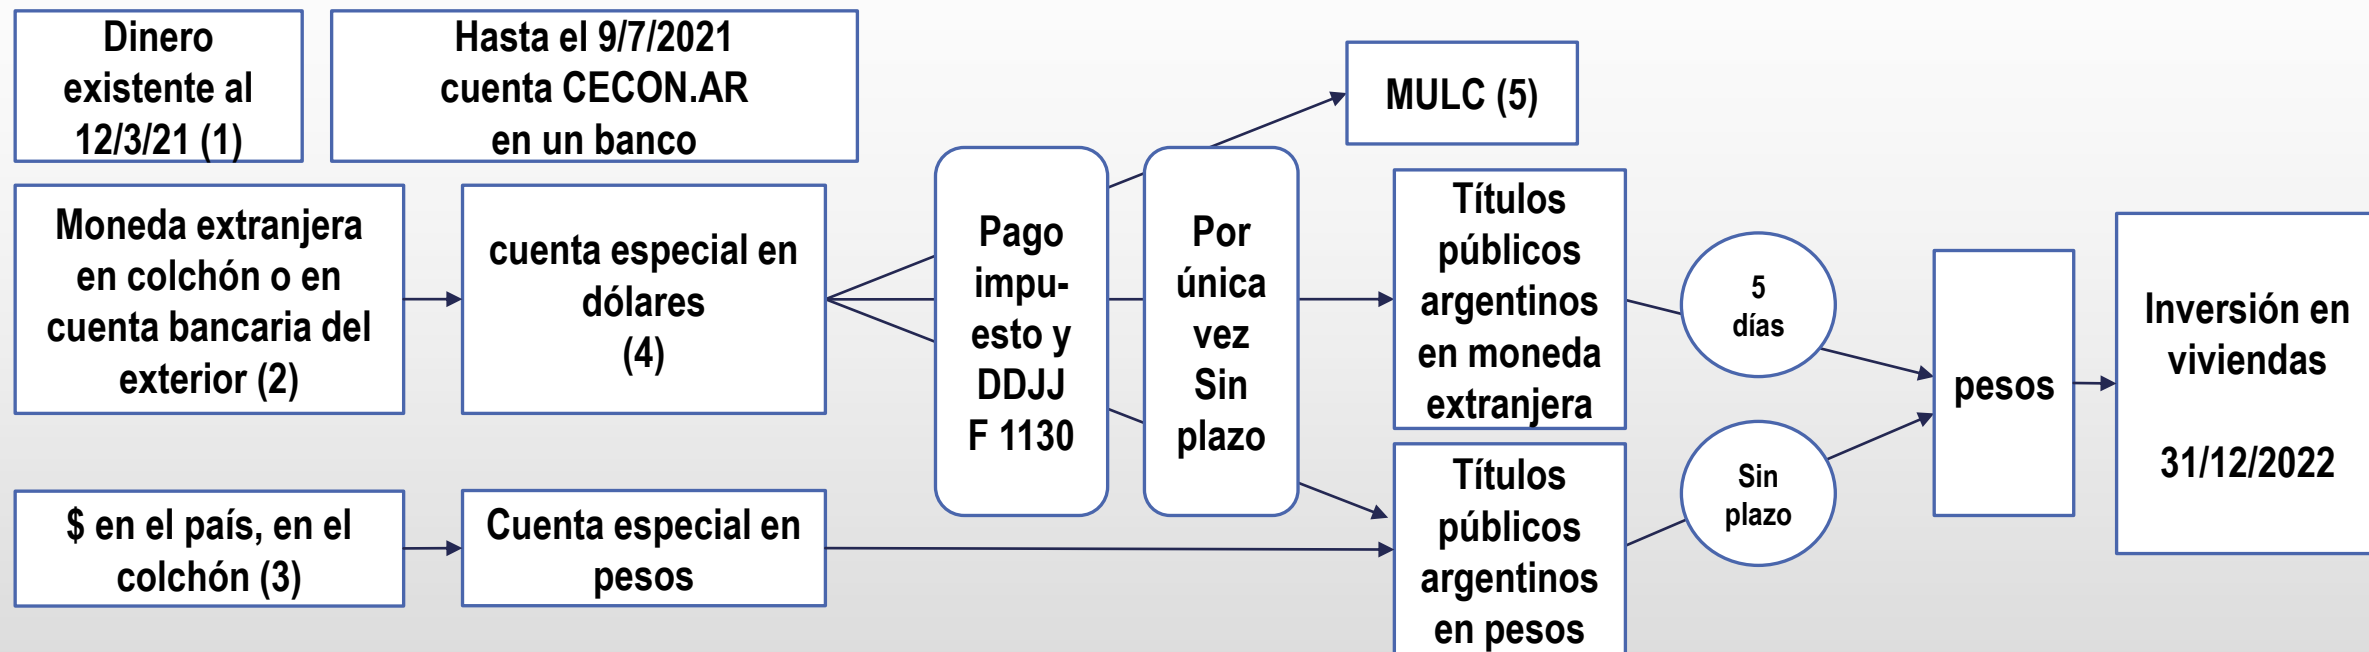 Dinero
existente al
12/3/21 (1)
Hasta el 9/7/2021
cuenta CECON.AR
en un banco
MULC (5)
Moneda extranjera
en colchón o en
cuenta bancaria del
exterior (2)
cuenta especial en
dólares
(4)
Pago
impu-
esto y
DDJJ
F 1130
Por
única
vez
Sin
plazo
Títulos
públicos
argentinos
en moneda
extranjera
5
días
pesos
Inversión en
viviendas
31/12/2022
$ en el país, en el
colchón (3)
Cuenta especial en
pesos
Títulos
públicos
argentinos
en pesos
Sin
plazo